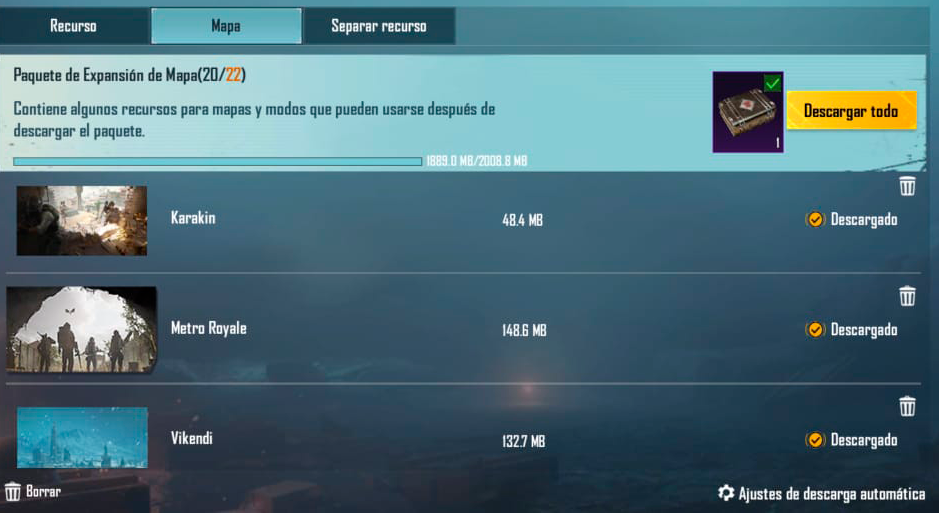 Recurso
Mapa
Separar recurso
Paquete de Expansión de Mapa(20/22)
Contiene algunos recursos para mapas y modos que pueden usarse después de
descargar el paquete.
1
Descargar todo
1889.0 MB/2008.8 MB
Karakin
48.4 MB
Descargado
Metro Royale
148.6 MB
Descargado
Vikendi
132.7 MB
Descargado
Borrar
Ajustes de descarga automática